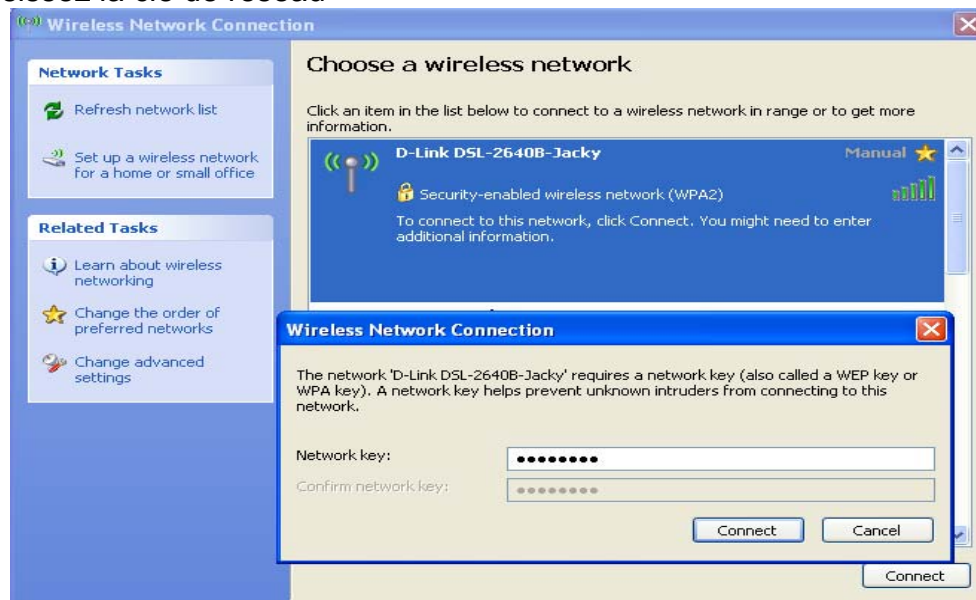 la clé de réseau
Wireless Network Connection
Network Tasks
Refresh network list
Set up a wireless network
for a home or small office
Related Tasks
Learn about wireless
networking
Change the order of
preferred networks
Change advanced
settings
Choose a wireless network
Click an item in the list below to connect to a wireless network in range or to get more
information.
D-Link DSL-2640B-Jacky
Manual
Security-enabled wireless network (WPA2)
To connect to this network, click Connect. You might need to enter
additional information.
Wireless Network Connection
The network 'D-Link DSL-2640B-Jacky' requires a network key (also called a WEP key or
WPA key). A network key helps prevent unknown intruders from connecting to this
network.
Network key:
Confirm network key:
Connect
Cancel
Connect